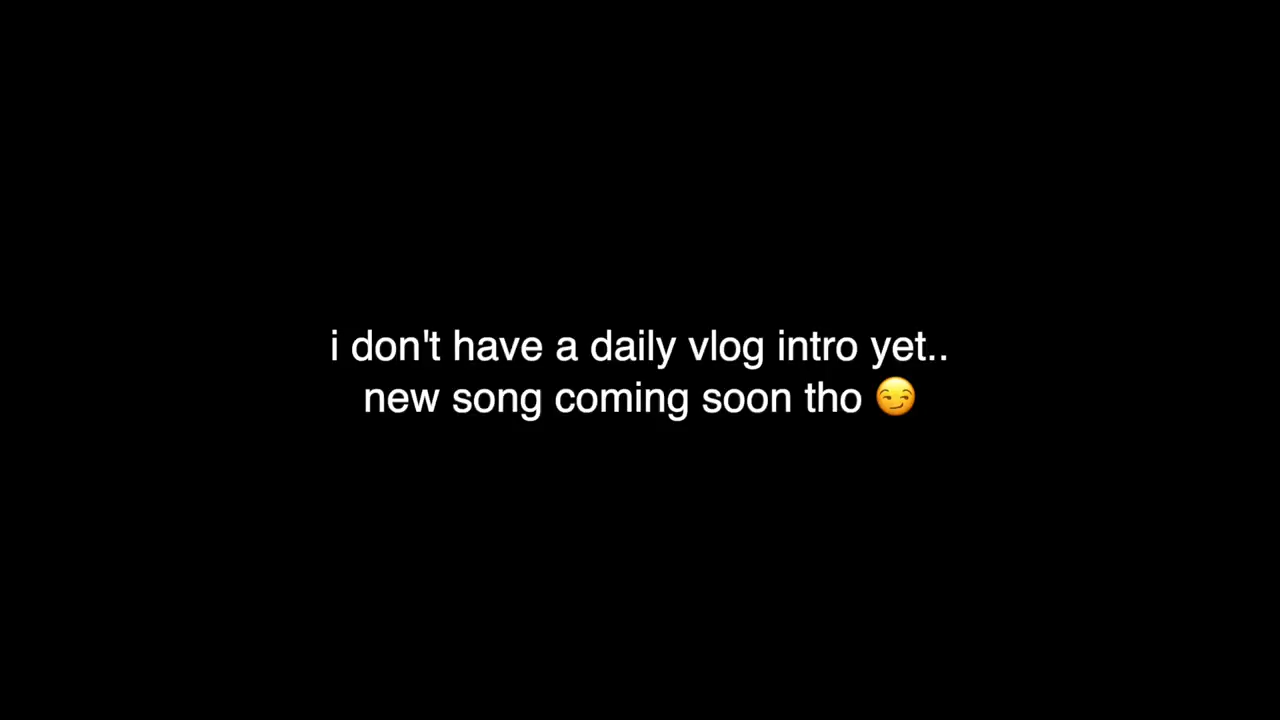 i don't have a daily vlog intro yet..
new song coming soon tho 😏